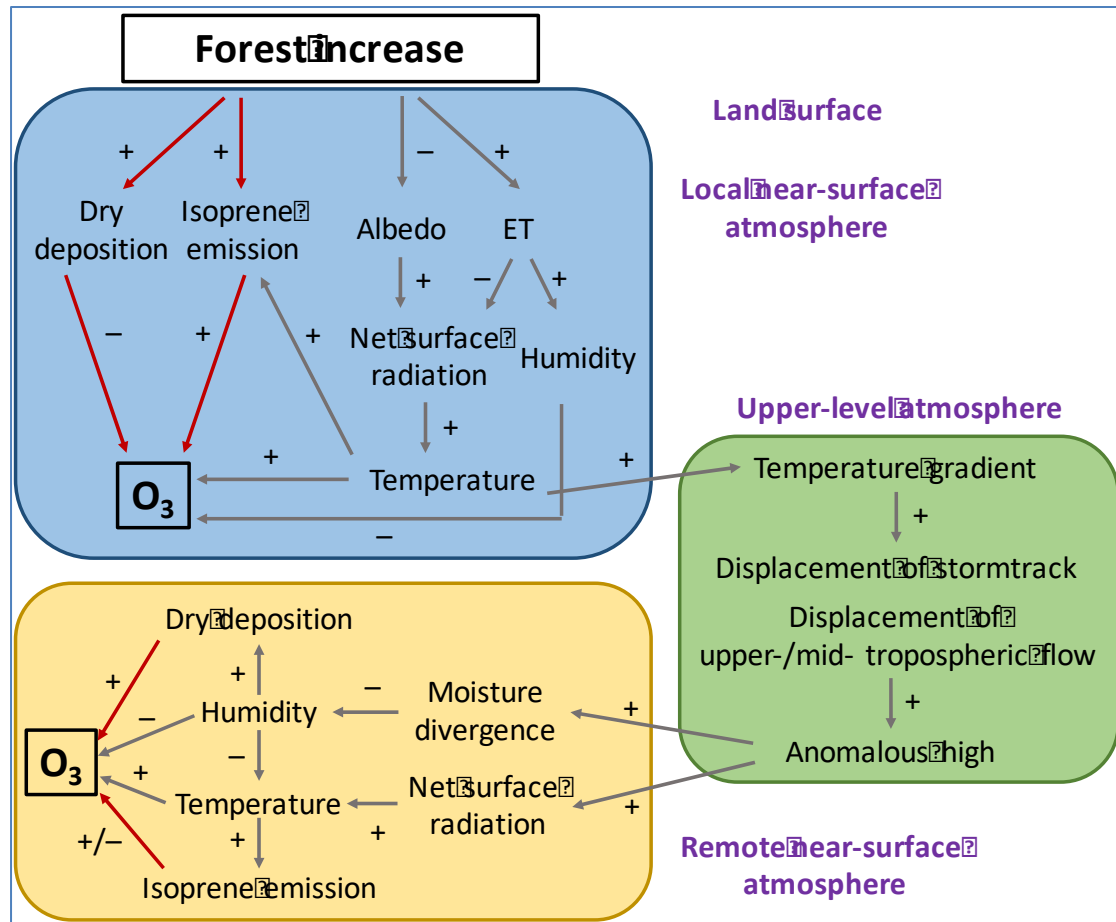 Forest increase
Land surface
Local near-surface
atmosphere
+
+
–
+
Dry
deposition
Isoprene
emission
Albedo
ET
–
+
+
+
–
+
Net surface
radiation
Humidity
+
+
+
Temperature
O₃
–
Upper-level atmosphere
Temperature gradient
+
Displacement of stormtrack
Displacement of
upper-/mid- tropospheric flow
+
Anomalous high
Dry deposition
+
+
–
Humidity
–
Moisture
divergence
+
O₃
–
+
Temperature
+
Net surface
radiation
+
+/–
+
Isoprene emission
Remote near-surface
atmosphere